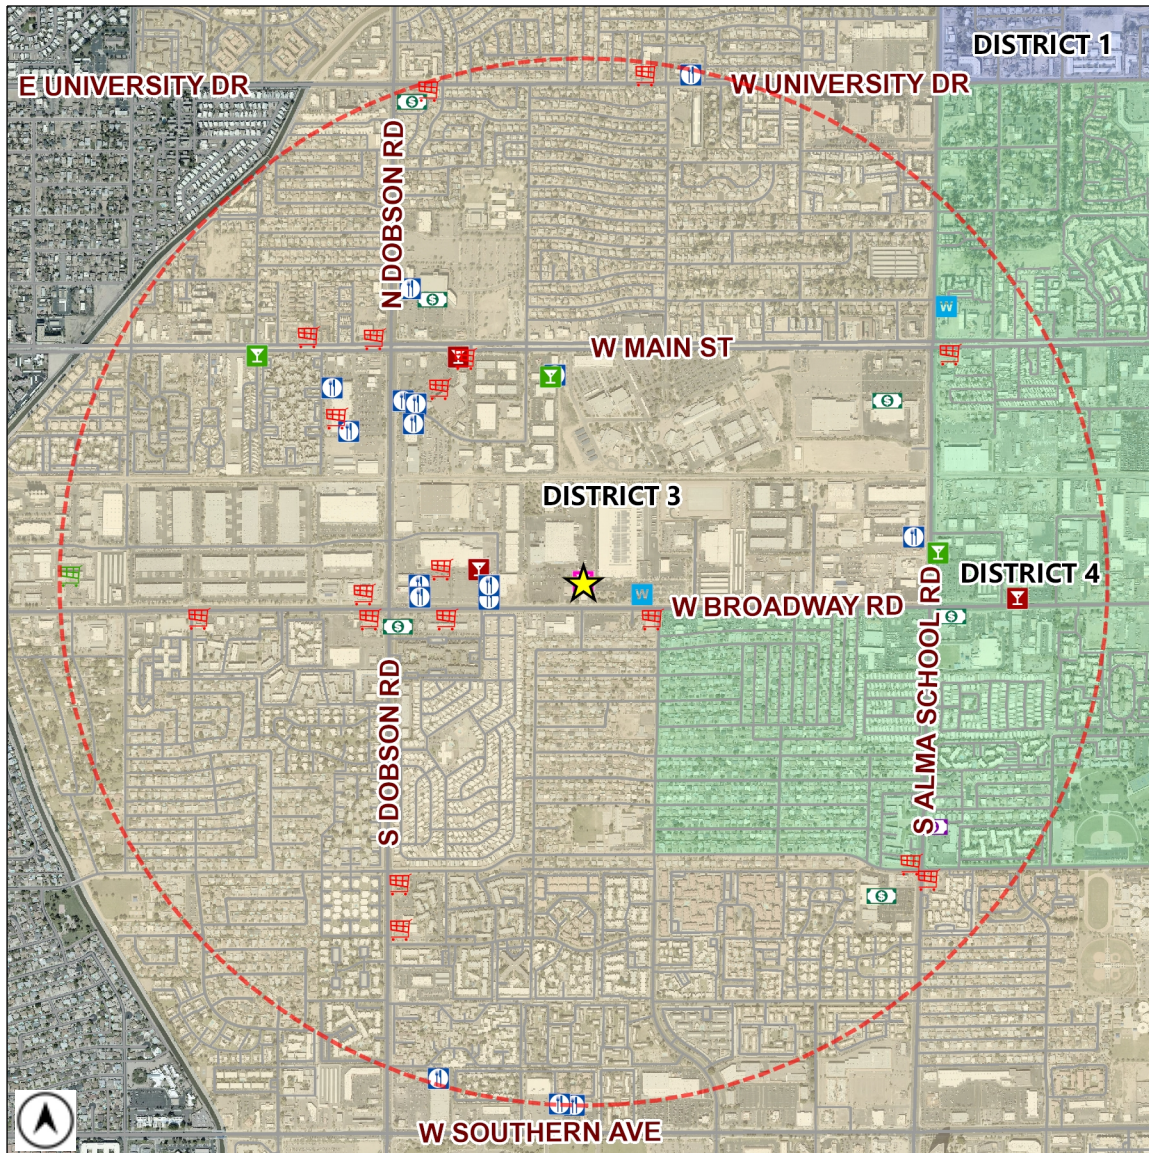 DISTRICT 1
E UNIVERSITY DR
W UNIVERSITY DR
N DOBSON RD
W MAIN ST
DISTRICT 3
DISTRICT 4
W BROADWAY RD
S DOBSON RD
S ALMA SCHOOL RD
W SOUTHERN AVE
W
W
$
$
$
$
$
$